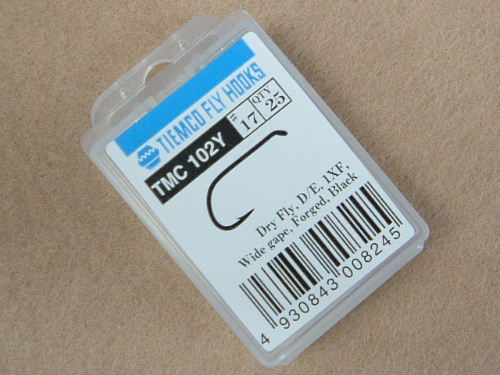 TIEMCO FLY HOOKS
TMC 102Y
# 17
QTY 25
Dry Fly, D/E, 1XF,
Wide gape, Forged, Black
4 930843 008245